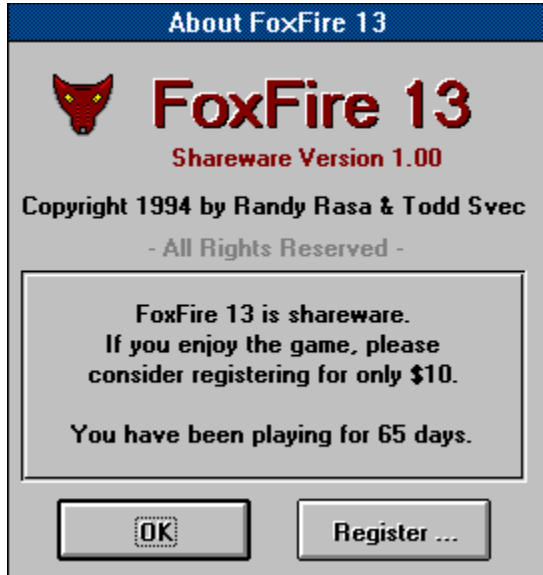 About FoxFire 13
FoxFire 13
Shareware Version 1.00
Copyright 1994 by Randy Rasa & Todd Svec
- All Rights Reserved -
FoxFire 13 is shareware.
If you enjoy the game, please
consider registering for only $10.
You have been playing for 65 days.
OK
Register ...